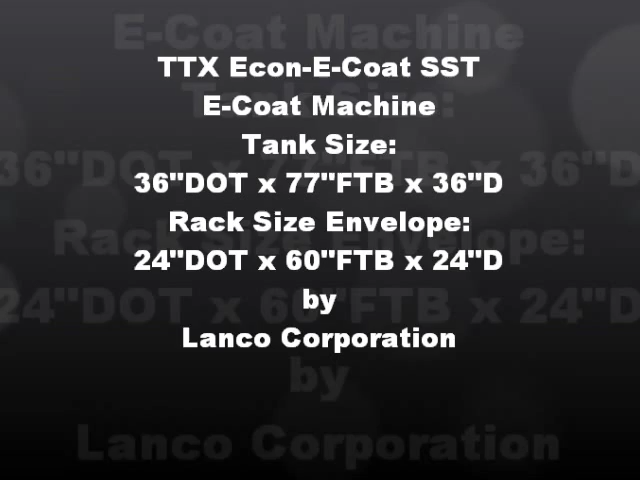 TTX Econ-E-Coat SST
E-Coat Machine
Tank Size:
36"DOT x 77"FTB x 36"D
Rack Size Envelope:
24"DOT x 60"FTB x 24"D
by
Lanco Corporation